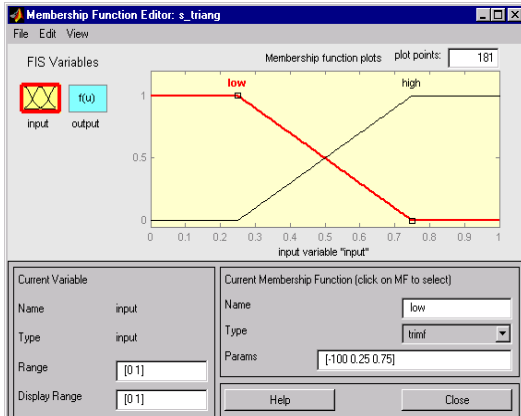 Membership Function Editor: s_triang
File Edit View
FIS Variables
Membership function plots plot points: 181
f(u)
input output
low high
1
0.5
0
0 0.1 0.2 0.3 0.4 0.5 0.6 0.7 0.8 0.9 1
input variable "input"
Current Variable
Name input
Type input
Range [0 1]
Display Range [0 1]
Current Membership Function (click on MF to select)
Name low
Type trimf
Params [-100 0.25 0.75]
Help Close